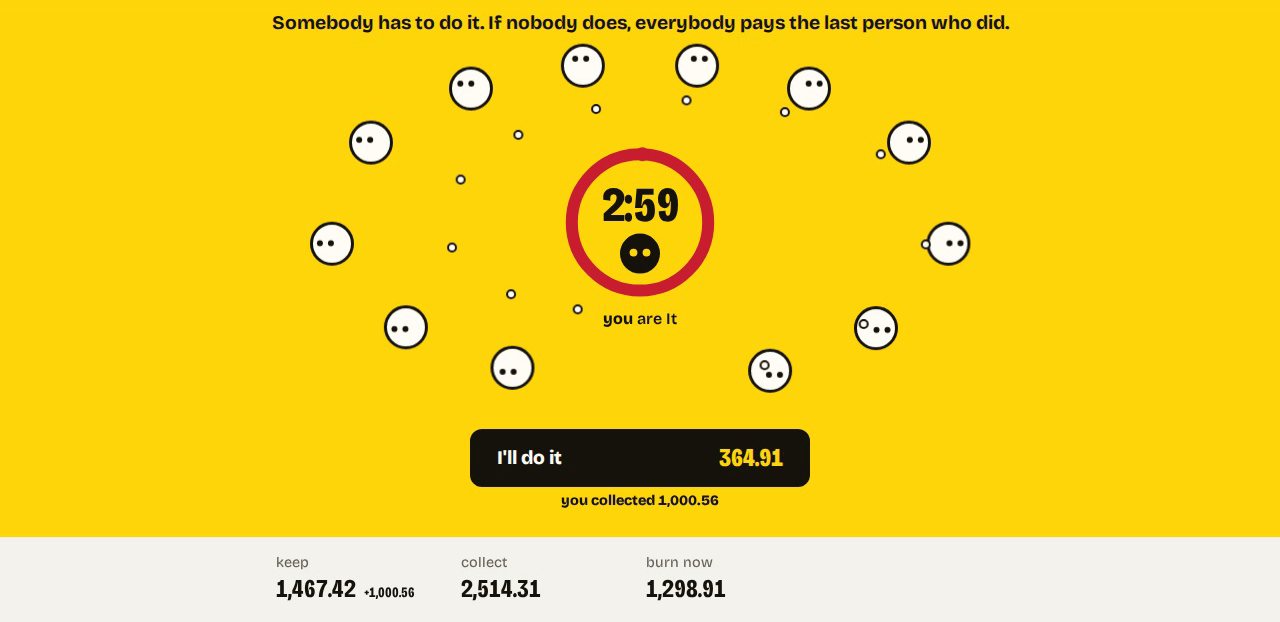 Somebody has to do it. If nobody does, everybody pays the last person who did.
2:59
you are It
I'll do it 364.91
you collected 1,000.56
keep collect burn now
1,467.42 +1,000.56 2,514.31 1,298.91